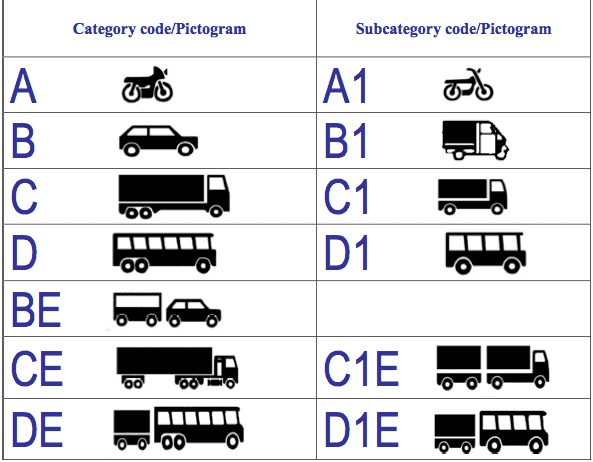 Category code/Pictogram Subcategory code/Pictogram
A A1
B B1
C C1
D D1
BE
CE C1E
DE D1E